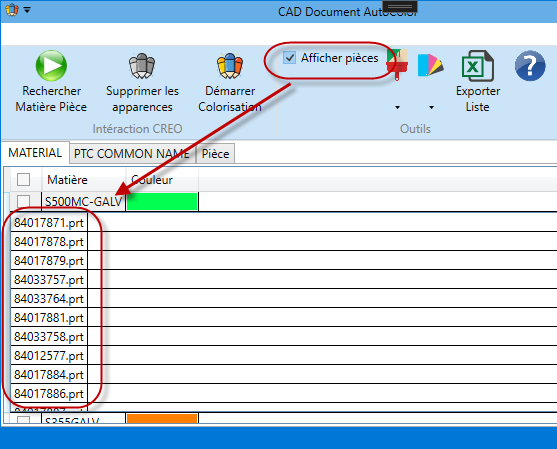 CAD Document AutoColor
Afficher pièces
Rechercher
Matière Pièce
Supprimer les
apparences
Démarrer
Colorisation
Exporter
Liste
Intéraction CREO
Outils
MATERIAL PTC COMMON NAME Pièce
Matière Couleur
S500MC-GALV
84017871.prt
84017878.prt
84017879.prt
84033757.prt
84033764.prt
84017881.prt
84033758.prt
84012577.prt
84017884.prt
84017886.prt
S355GALV